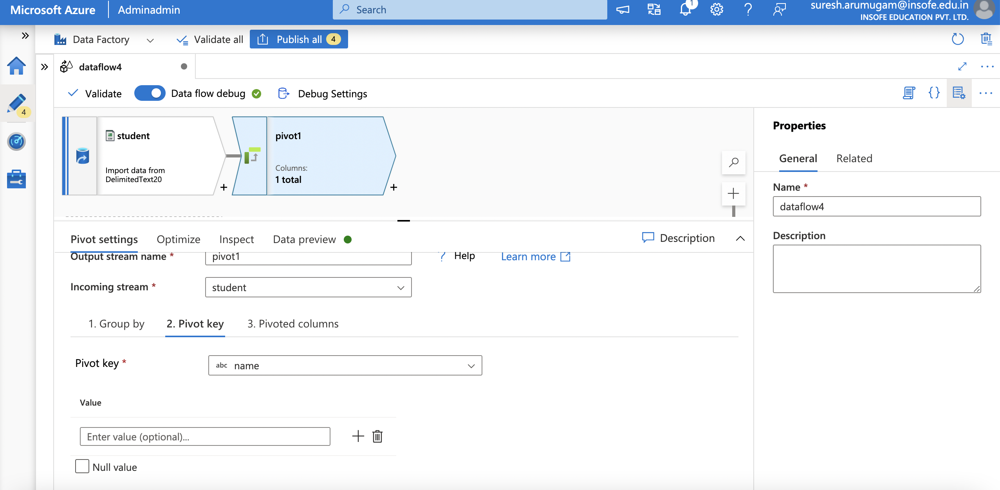 Microsoft Azure Adminadmin Search 1 suresh.arumugam@insofe.edu.in
INSOFE EDUCATION PVT. LTD.
Data Factory Validate all Publish all 4
dataflow4
4
Validate Data flow debug Debug Settings
student
CSV
Import data from
DelimitedText20
pivot1
Columns:
1 total
Pivot settings Optimize Inspect Data preview Description
Output stream name * pivot1 Help Learn more
Incoming stream * student
1. Group by 2. Pivot key 3. Pivoted columns
Pivot key * abc name
Value
Enter value (optional)...
Null value
Properties
General Related
Name *
dataflow4
Description